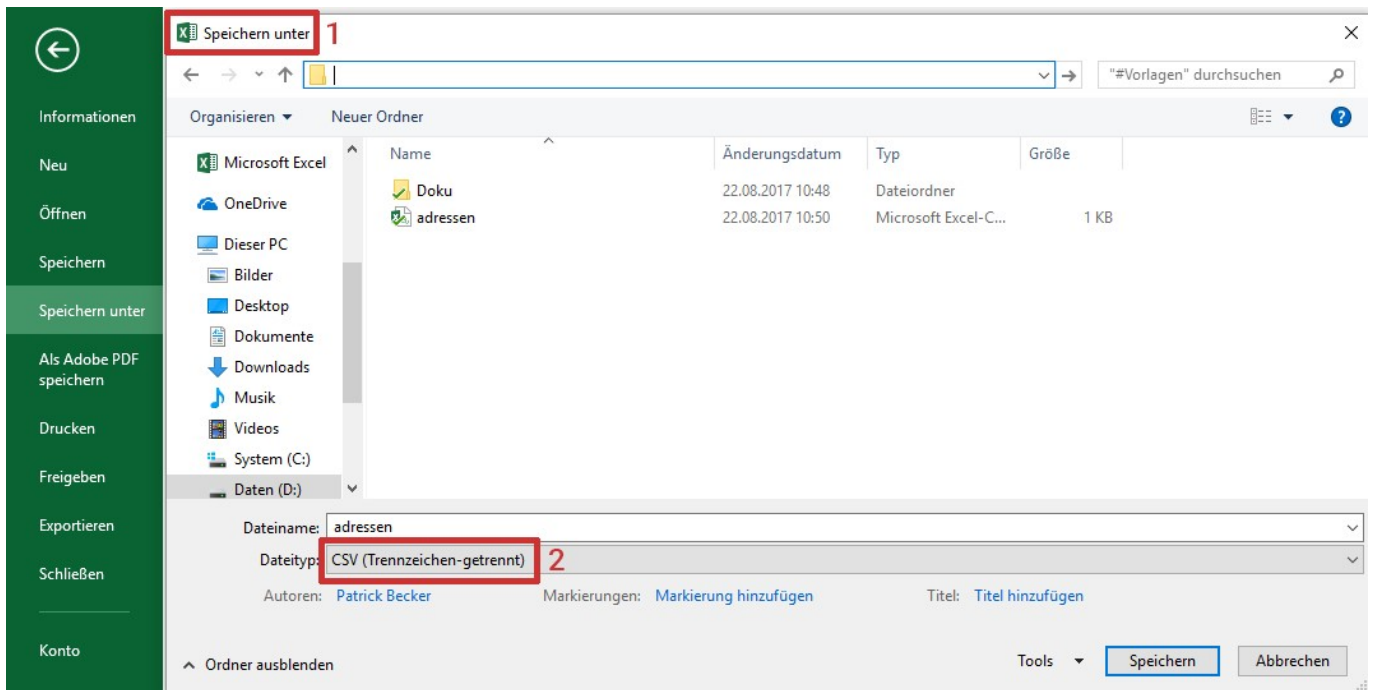 Speichern unter 1
"#Vorlagen" durchsuchen
Informationen
Neu
Öffnen
Speichern
Speichern unter
Als Adobe PDF
speichern
Drucken
Freigeben
Exportieren
Schließen
Konto
Organisieren Neuer Ordner
Microsoft Excel
OneDrive
Dieser PC
Bilder
Desktop
Dokumente
Downloads
Musik
Videos
System (C:)
Daten (D:)
Name Änderungsdatum Typ Größe
Doku 22.08.2017 10:48 Dateiordner
adressen 22.08.2017 10:50 Microsoft Excel-C... 1 KB
Dateiname: adressen
Dateityp: CSV (Trennzeichen-getrennt) 2
Autoren: Patrick Becker Markierungen: Markierung hinzufügen Titel: Titel hinzufügen
Ordner ausblenden Tools Speichern Abbrechen